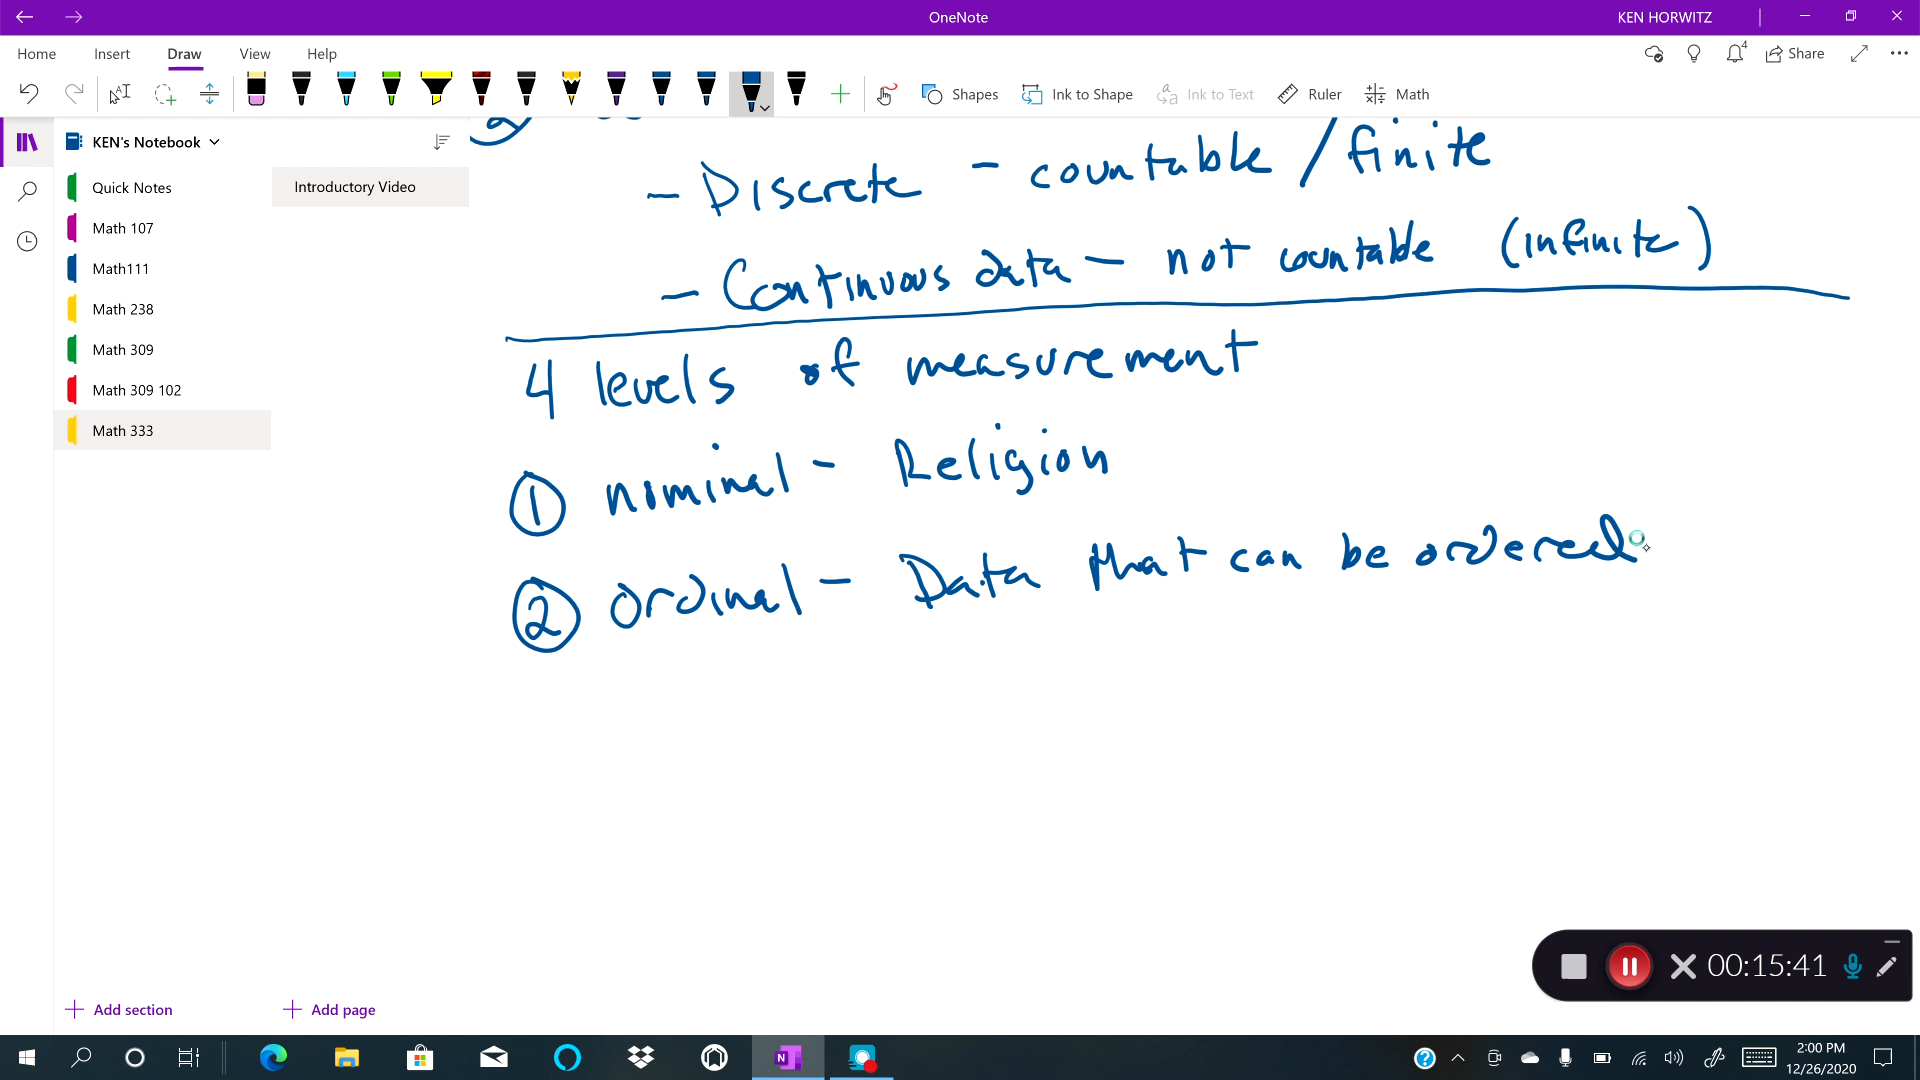 OneNote
KEN HORWITZ
Home Insert Draw View Help
4
Share
Shapes Ink to Shape Ink to Text Ruler Math
KEN's Notebook
Quick Notes
Math 107
Math111
Math 238
Math 309
Math 309 102
Math 333
Introductory Video
2
- Discrete - countable / finite
- Continuous data - not countable (infinite)
4 levels of measurement
1 nominal - Religion
2 ordinal - Data that can be ordered
00:15:41
Add section
Add page
2:00 PM
12/26/2020